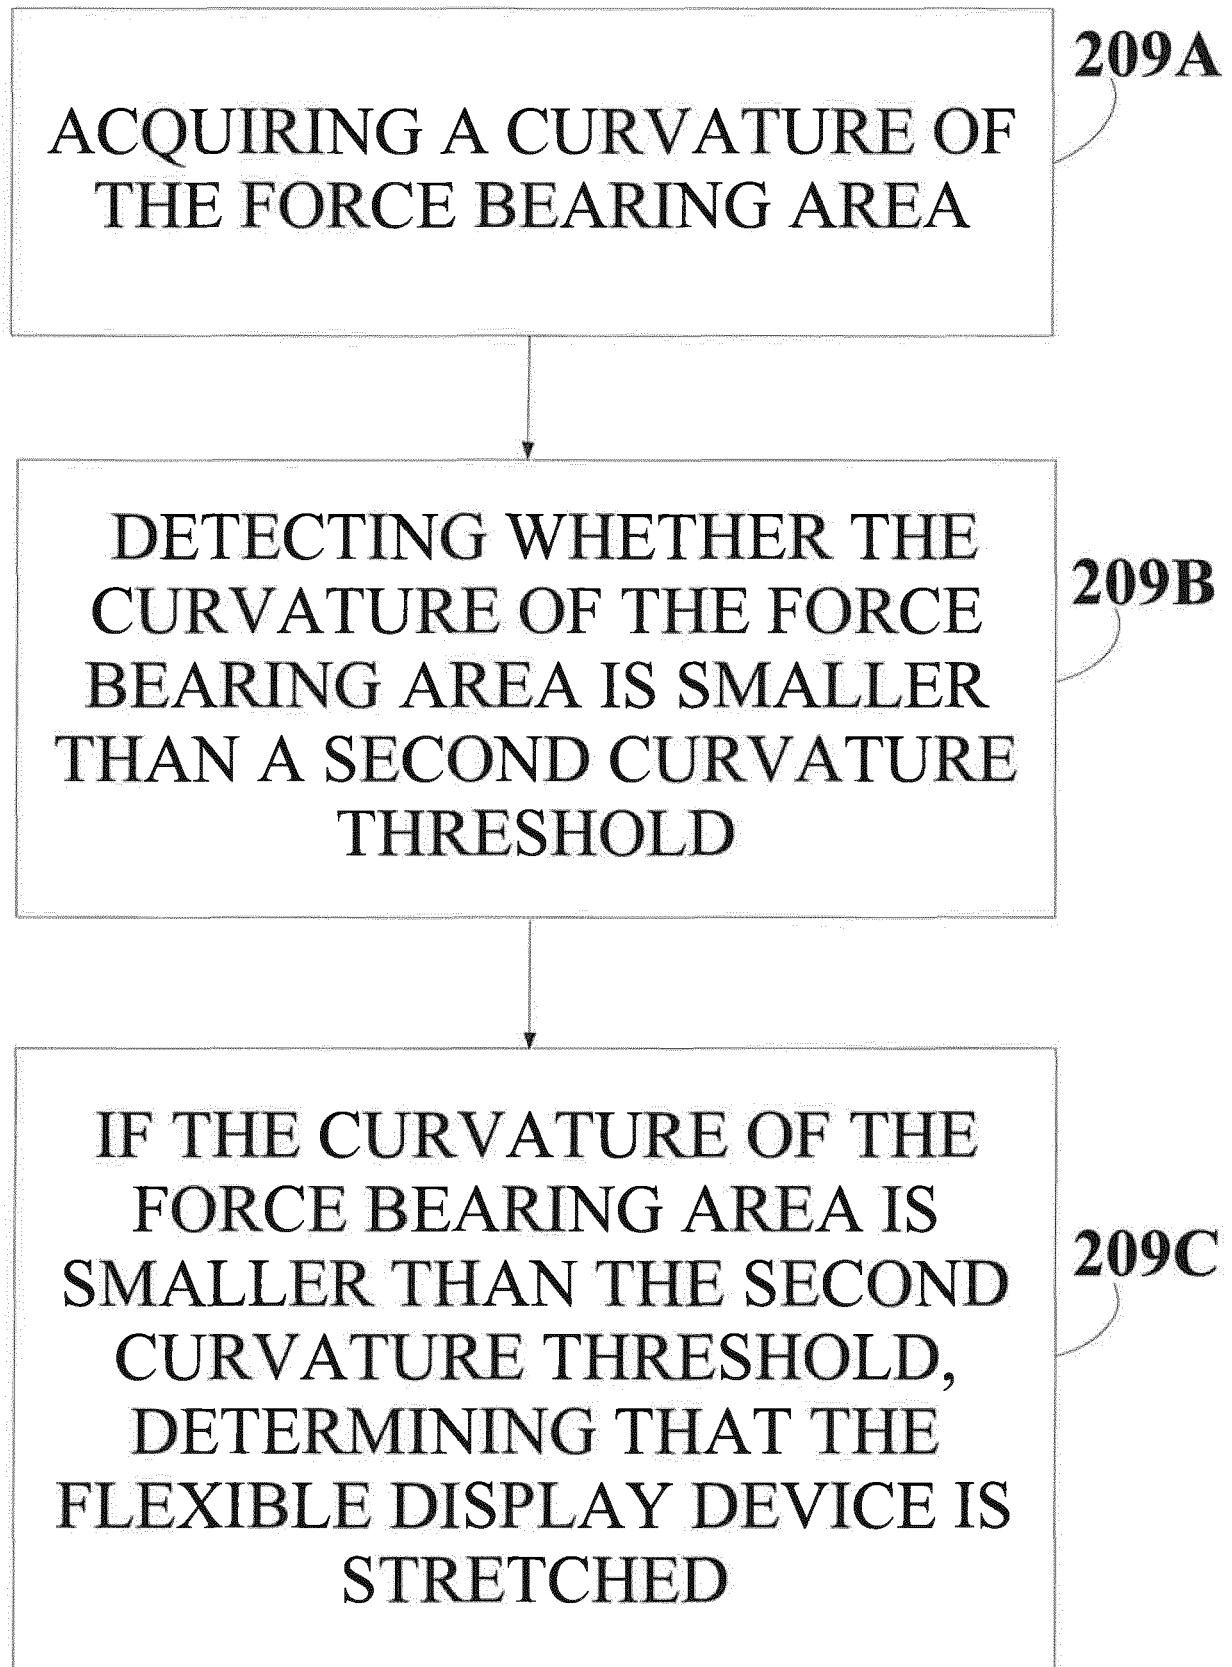 209A
ACQUIRING A CURVATURE OF
THE FORCE BEARING AREA
DETECTING WHETHER THE
CURVATURE OF THE FORCE
BEARING AREA IS SMALLER
THAN A SECOND CURVATURE
THRESHOLD
209B
IF THE CURVATURE OF THE
FORCE BEARING AREA IS
SMALLER THAN THE SECOND
CURVATURE THRESHOLD,
DETERMINING THAT THE
FLEXIBLE DISPLAY DEVICE IS
STRETCHED
209C